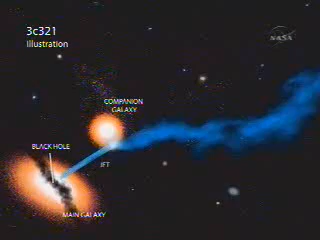 3c321
Illustration
NASA
COMPANION
GALAXY
BLACK HOLE
JET
MAIN GALAXY